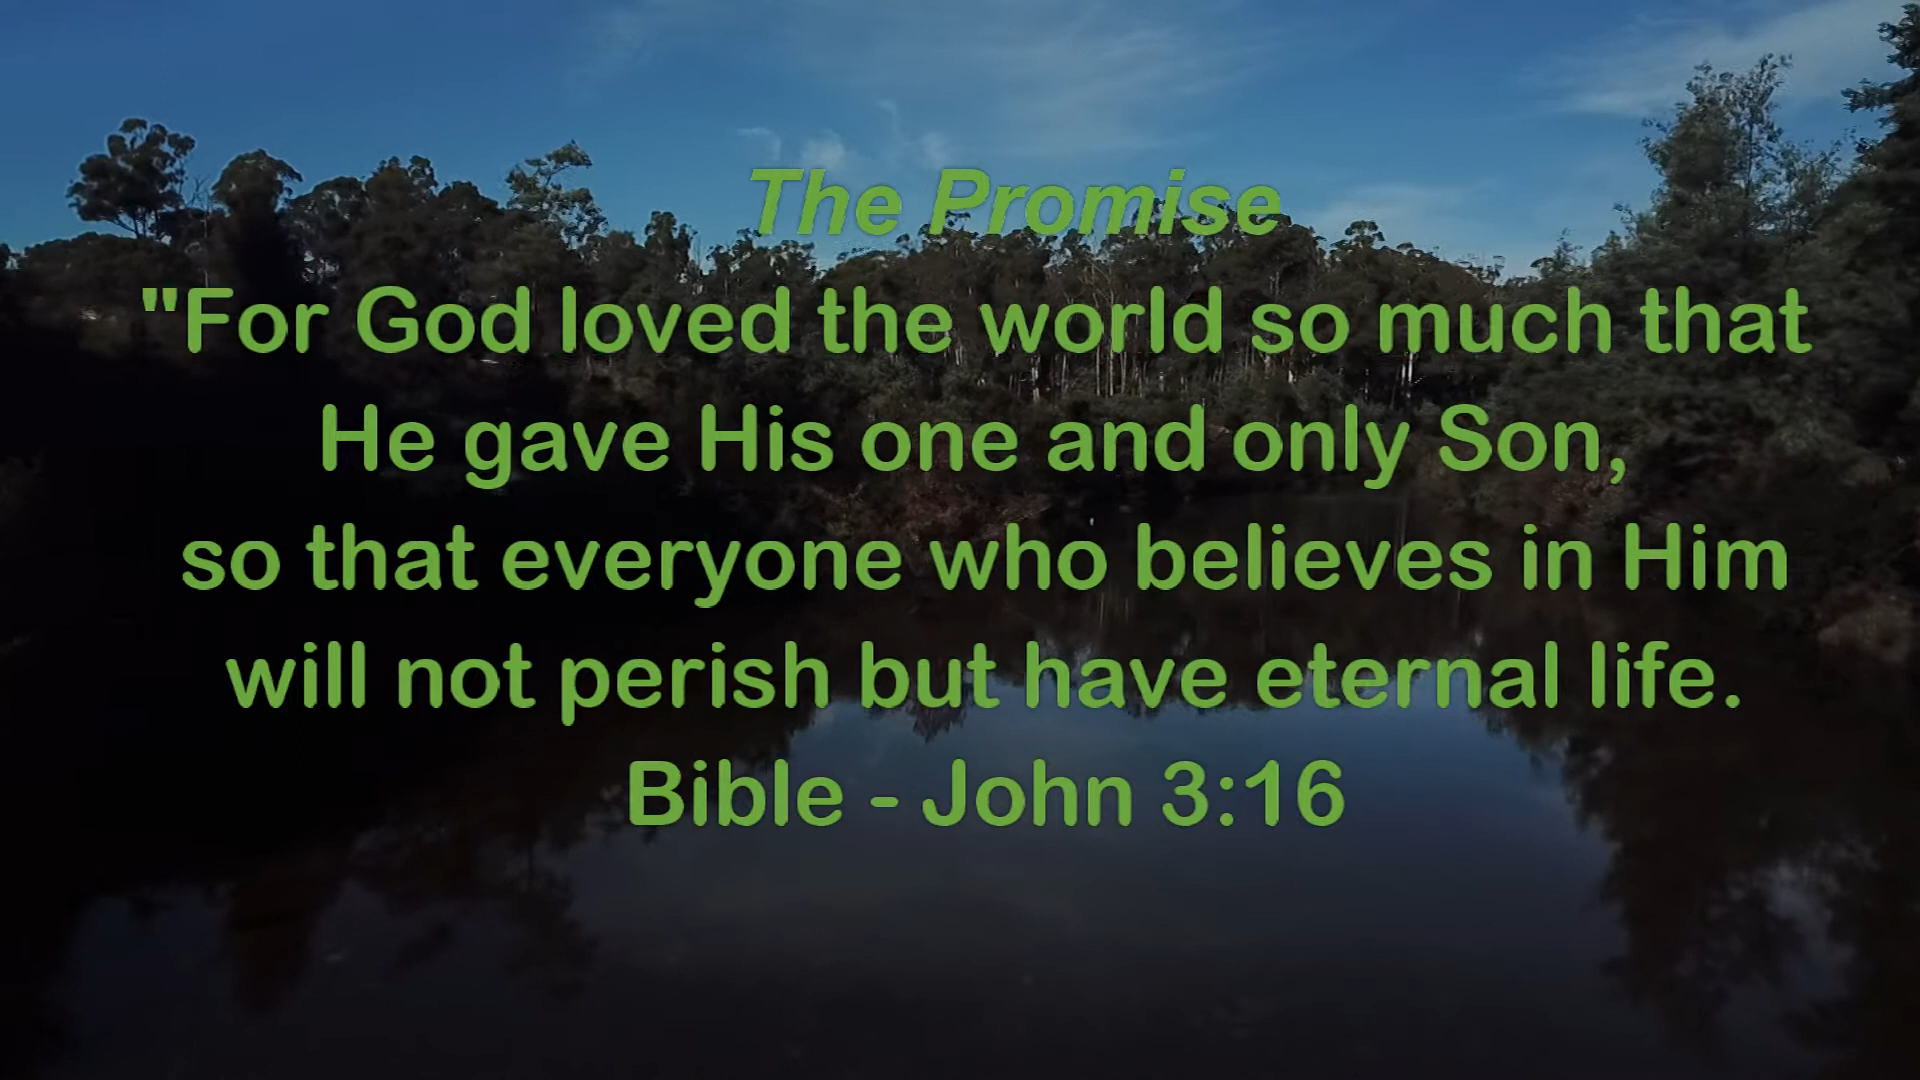 The Promise
"For God loved the world so much that
He gave His one and only Son,
so that everyone who believes in Him
will not perish but have eternal life.
Bible - John 3:16